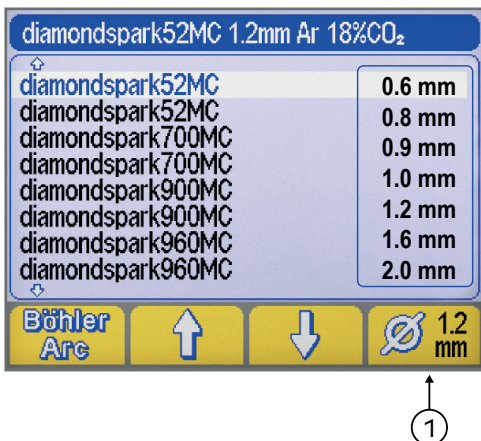 diamondspark52MC 1.2mm Ar 18%CO₂
diamondspark52MC 0.6 mm
diamondspark52MC 0.8 mm
diamondspark700MC 0.9 mm
diamondspark700MC 1.0 mm
diamondspark900MC 1.2 mm
diamondspark900MC 1.6 mm
diamondspark960MC 2.0 mm
diamondspark960MC
Böhler
Arc
Ø 1.2
mm
1